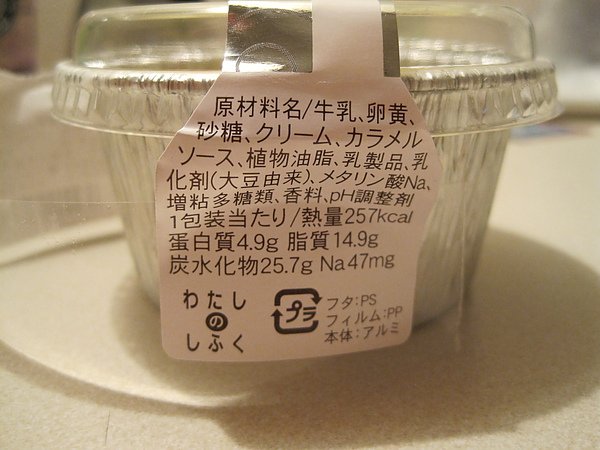 原材料名/牛乳、卵黄、
砂糖、クリーム、カラメル
ソース、植物油脂、乳製品、乳
化剤(大豆由来)、メタリン酸Na、
増粘多糖類、香料、pH調整剤
1包装当たり/熱量257kcal
蛋白質4.9g 脂質14.9g
炭水化物25.7g Na47mg
わたし
の
しふく
プラ
フタ:PS
フィルム:PP
本体:アルミ